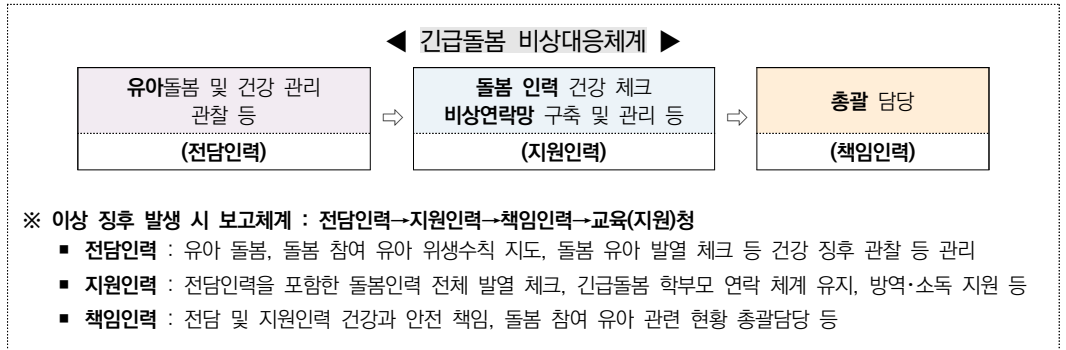 ◀ 긴급돌봄 비상대응체계 ▶
유아돌봄 및 건강 관리
관찰 등
(전담인력)
⇨
돌봄 인력 건강 체크
비상연락망 구축 및 관리 등
(지원인력)
⇨
총괄 담당
(책임인력)
※ 이상 징후 발생 시 보고체계 : 전담인력→지원인력→책임인력→교육(지원)청
■ 전담인력 : 유아 돌봄, 돌봄 참여 유아 위생수칙 지도, 돌봄 유아 발열 체크 등 건강 징후 관찰 등 관리
■ 지원인력 : 전담인력을 포함한 돌봄인력 전체 발열 체크, 긴급돌봄 학부모 연락 체계 유지, 방역･소독 지원 등
■ 책임인력 : 전담 및 지원인력 건강과 안전 책임, 돌봄 참여 유아 관련 현황 총괄담당 등